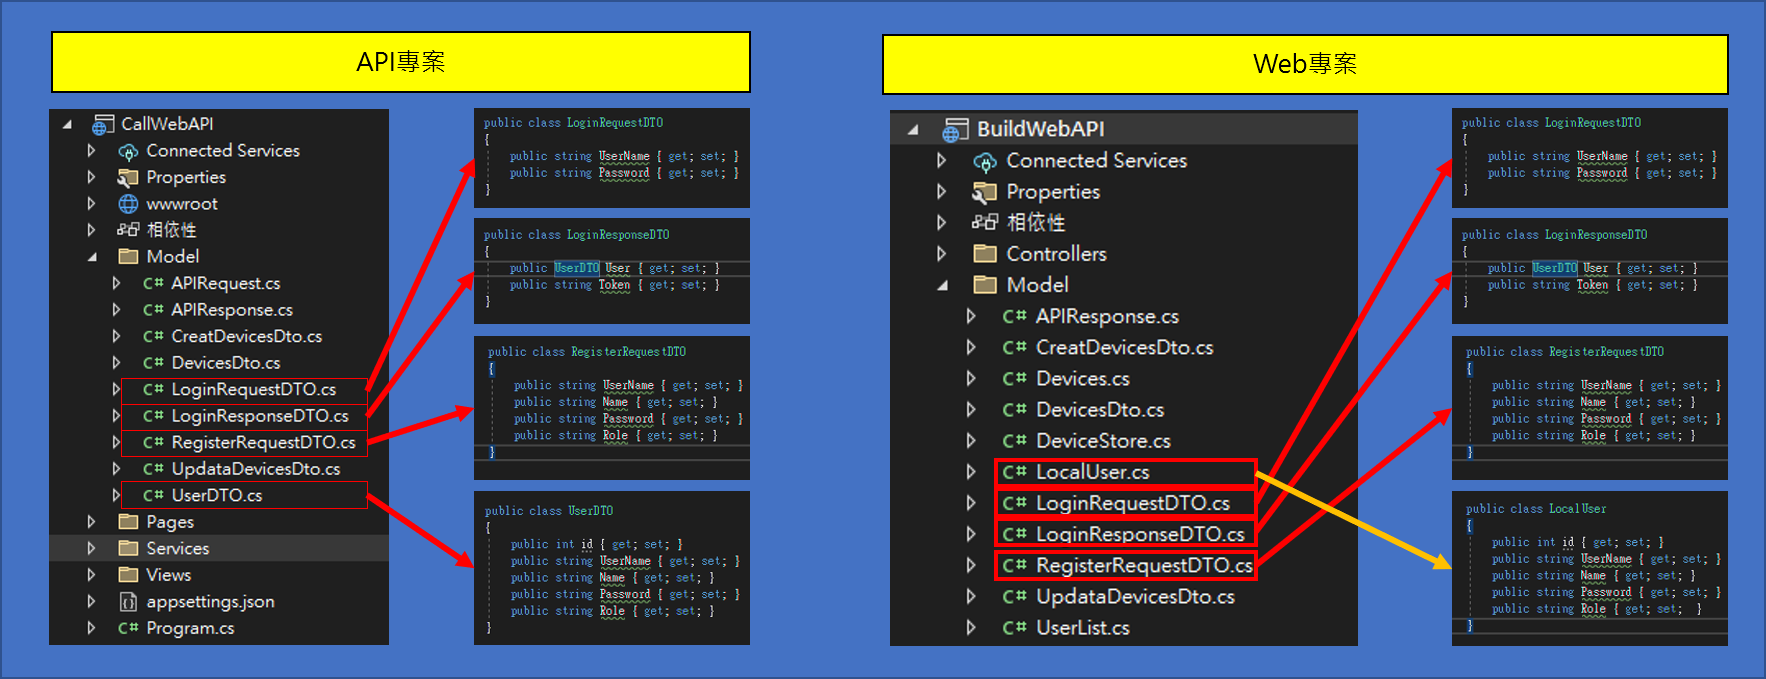 API專案
CallWebAPI
Connected Services
Properties
wwwroot
相依性
Model
C# APIRequest.cs
C# APIResponse.cs
C# CreatDevicesDto.cs
C# DevicesDto.cs
C# LoginRequestDTO.cs
C# LoginResponseDTO.cs
C# RegisterRequestDTO.cs
C# UpdataDevicesDto.cs
C# UserDTO.cs
Pages
Services
Views
appsettings.json
C# Program.cs
public class LoginRequestDTO
{
public string UserName { get; set; }
public string Password { get; set; }
}
public class LoginResponseDTO
{
public UserDTO User { get; set; }
public string Token { get; set; }
}
public class RegisterRequestDTO
{
public string UserName { get; set; }
public string Name { get; set; }
public string Password { get; set; }
public string Role { get; set; }
}
public class UserDTO
{
public int id { get; set; }
public string UserName { get; set; }
public string Name { get; set; }
public string Password { get; set; }
public string Role { get; set; }
}
Web專案
BuildWebAPI
Connected Services
Properties
相依性
Controllers
Model
C# APIResponse.cs
C# CreatDevicesDto.cs
C# Devices.cs
C# DevicesDto.cs
C# DeviceStore.cs
C# LocalUser.cs
C# LoginRequestDTO.cs
C# LoginResponseDTO.cs
C# RegisterRequestDTO.cs
C# UpdataDevicesDto.cs
C# UserList.cs
public class LoginRequestDTO
{
public string UserName { get; set; }
public string Password { get; set; }
}
public class LoginResponseDTO
{
public UserDTO User { get; set; }
public string Token { get; set; }
}
public class RegisterRequestDTO
{
public string UserName { get; set; }
public string Name { get; set; }
public string Password { get; set; }
public string Role { get; set; }
}
public class LocalUser
{
public int id { get; set; }
public string UserName { get; set; }
public string Name { get; set; }
public string Password { get; set; }
public string Role { get; set; }
}